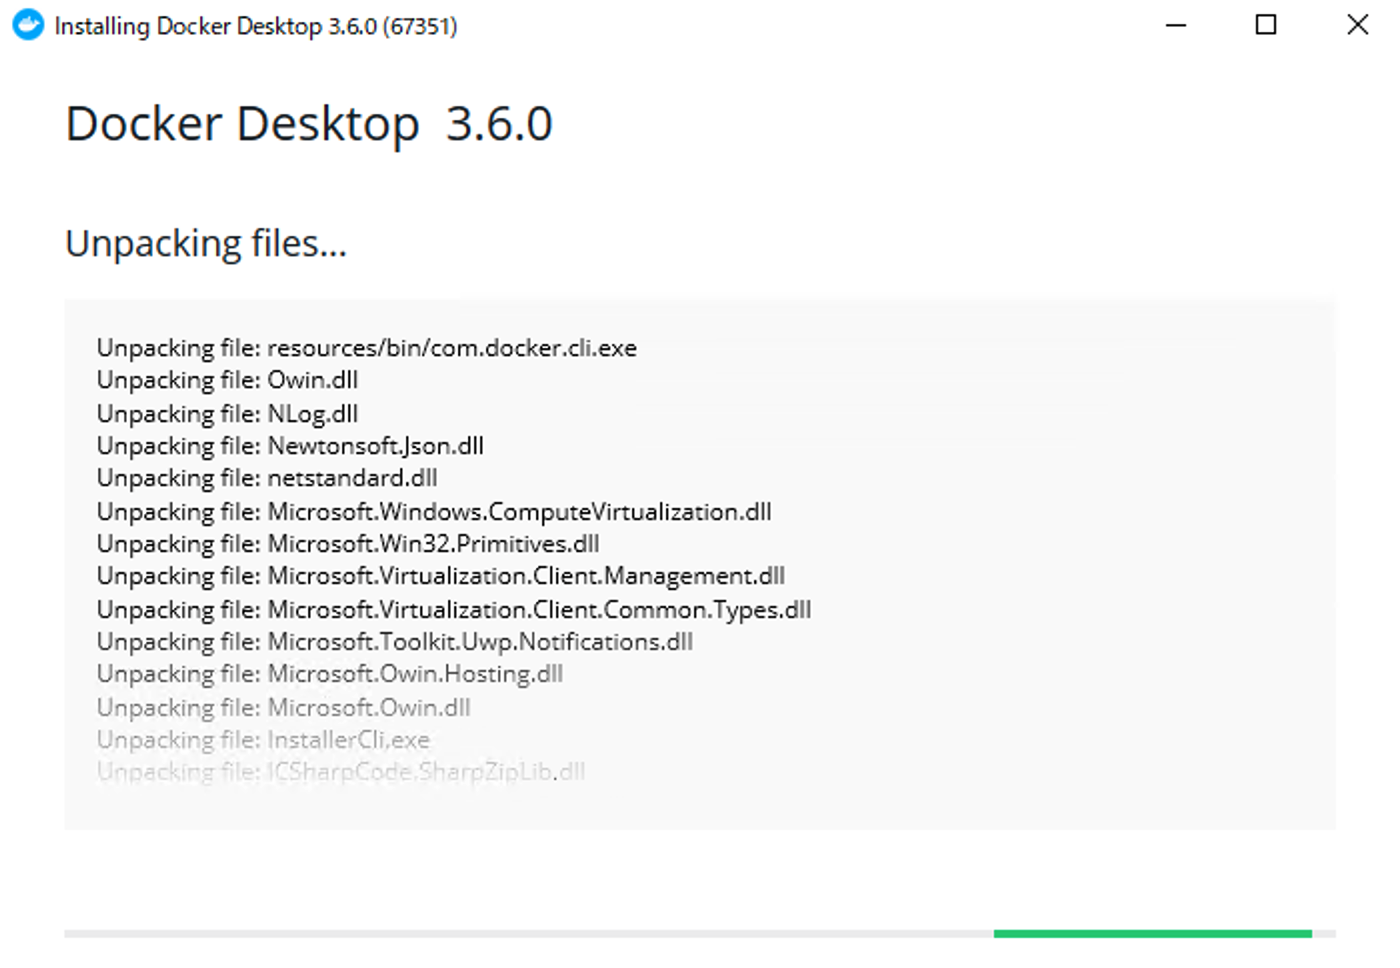 Installing Docker Desktop 3.6.0 (67351)
Docker Desktop 3.6.0
Unpacking files...
Unpacking file: resources/bin/com.docker.cli.exe
Unpacking file: Owin.dll
Unpacking file: NLog.dll
Unpacking file: Newtonsoft.Json.dll
Unpacking file: netstandard.dll
Unpacking file: Microsoft.Windows.ComputeVirtualization.dll
Unpacking file: Microsoft.Win32.Primitives.dll
Unpacking file: Microsoft.Virtualization.Client.Management.dll
Unpacking file: Microsoft.Virtualization.Client.Common.Types.dll
Unpacking file: Microsoft.Toolkit.Uwp.Notifications.dll
Unpacking file: Microsoft.Owin.Hosting.dll
Unpacking file: Microsoft.Owin.dll
Unpacking file: InstallerCli.exe
Unpacking file: ICSharpCode.SharpZipLib.dll